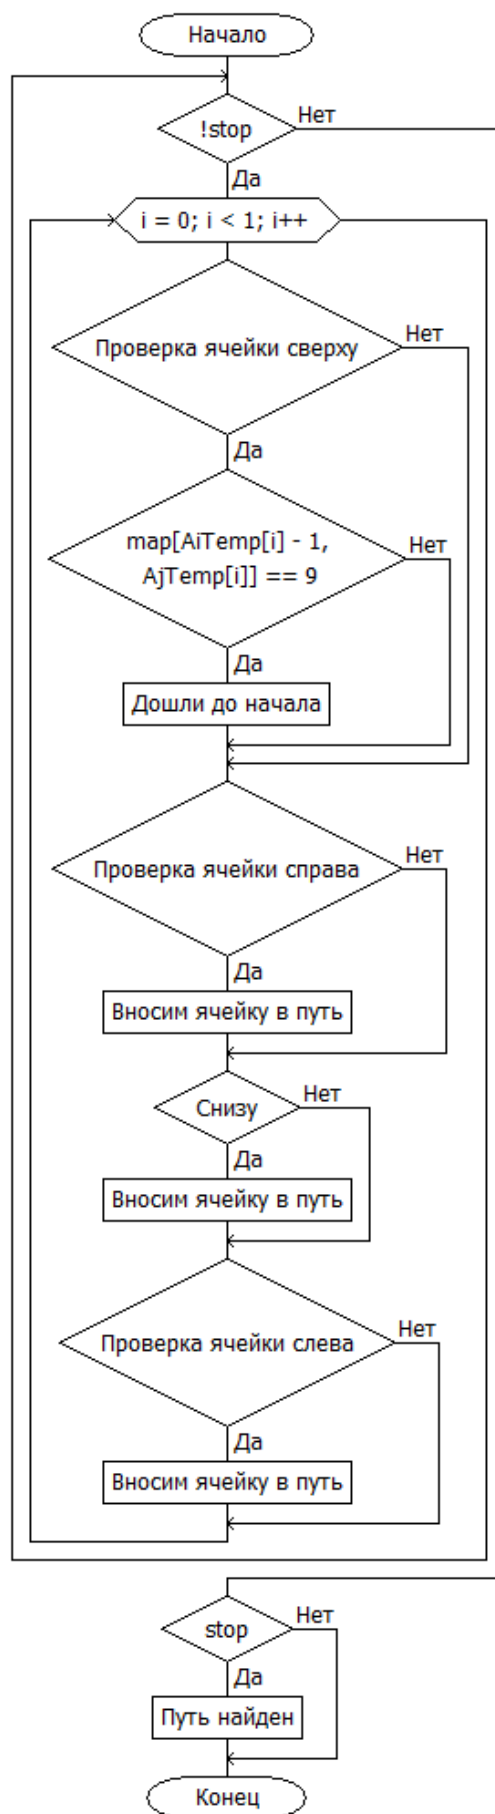 Начало
!stop
Нет
Да
i = 0; i < 1; i++
Проверка ячейки сверху
Нет
Да
map[AiTemp[i] - 1,
AjTemp[i]] == 9
Нет
Да
Дошли до начала
Проверка ячейки справа
Нет
Да
Вносим ячейку в путь
Снизу
Нет
Да
Вносим ячейку в путь
Проверка ячейки слева
Нет
Да
Вносим ячейку в путь
stop
Нет
Да
Путь найден
Конец